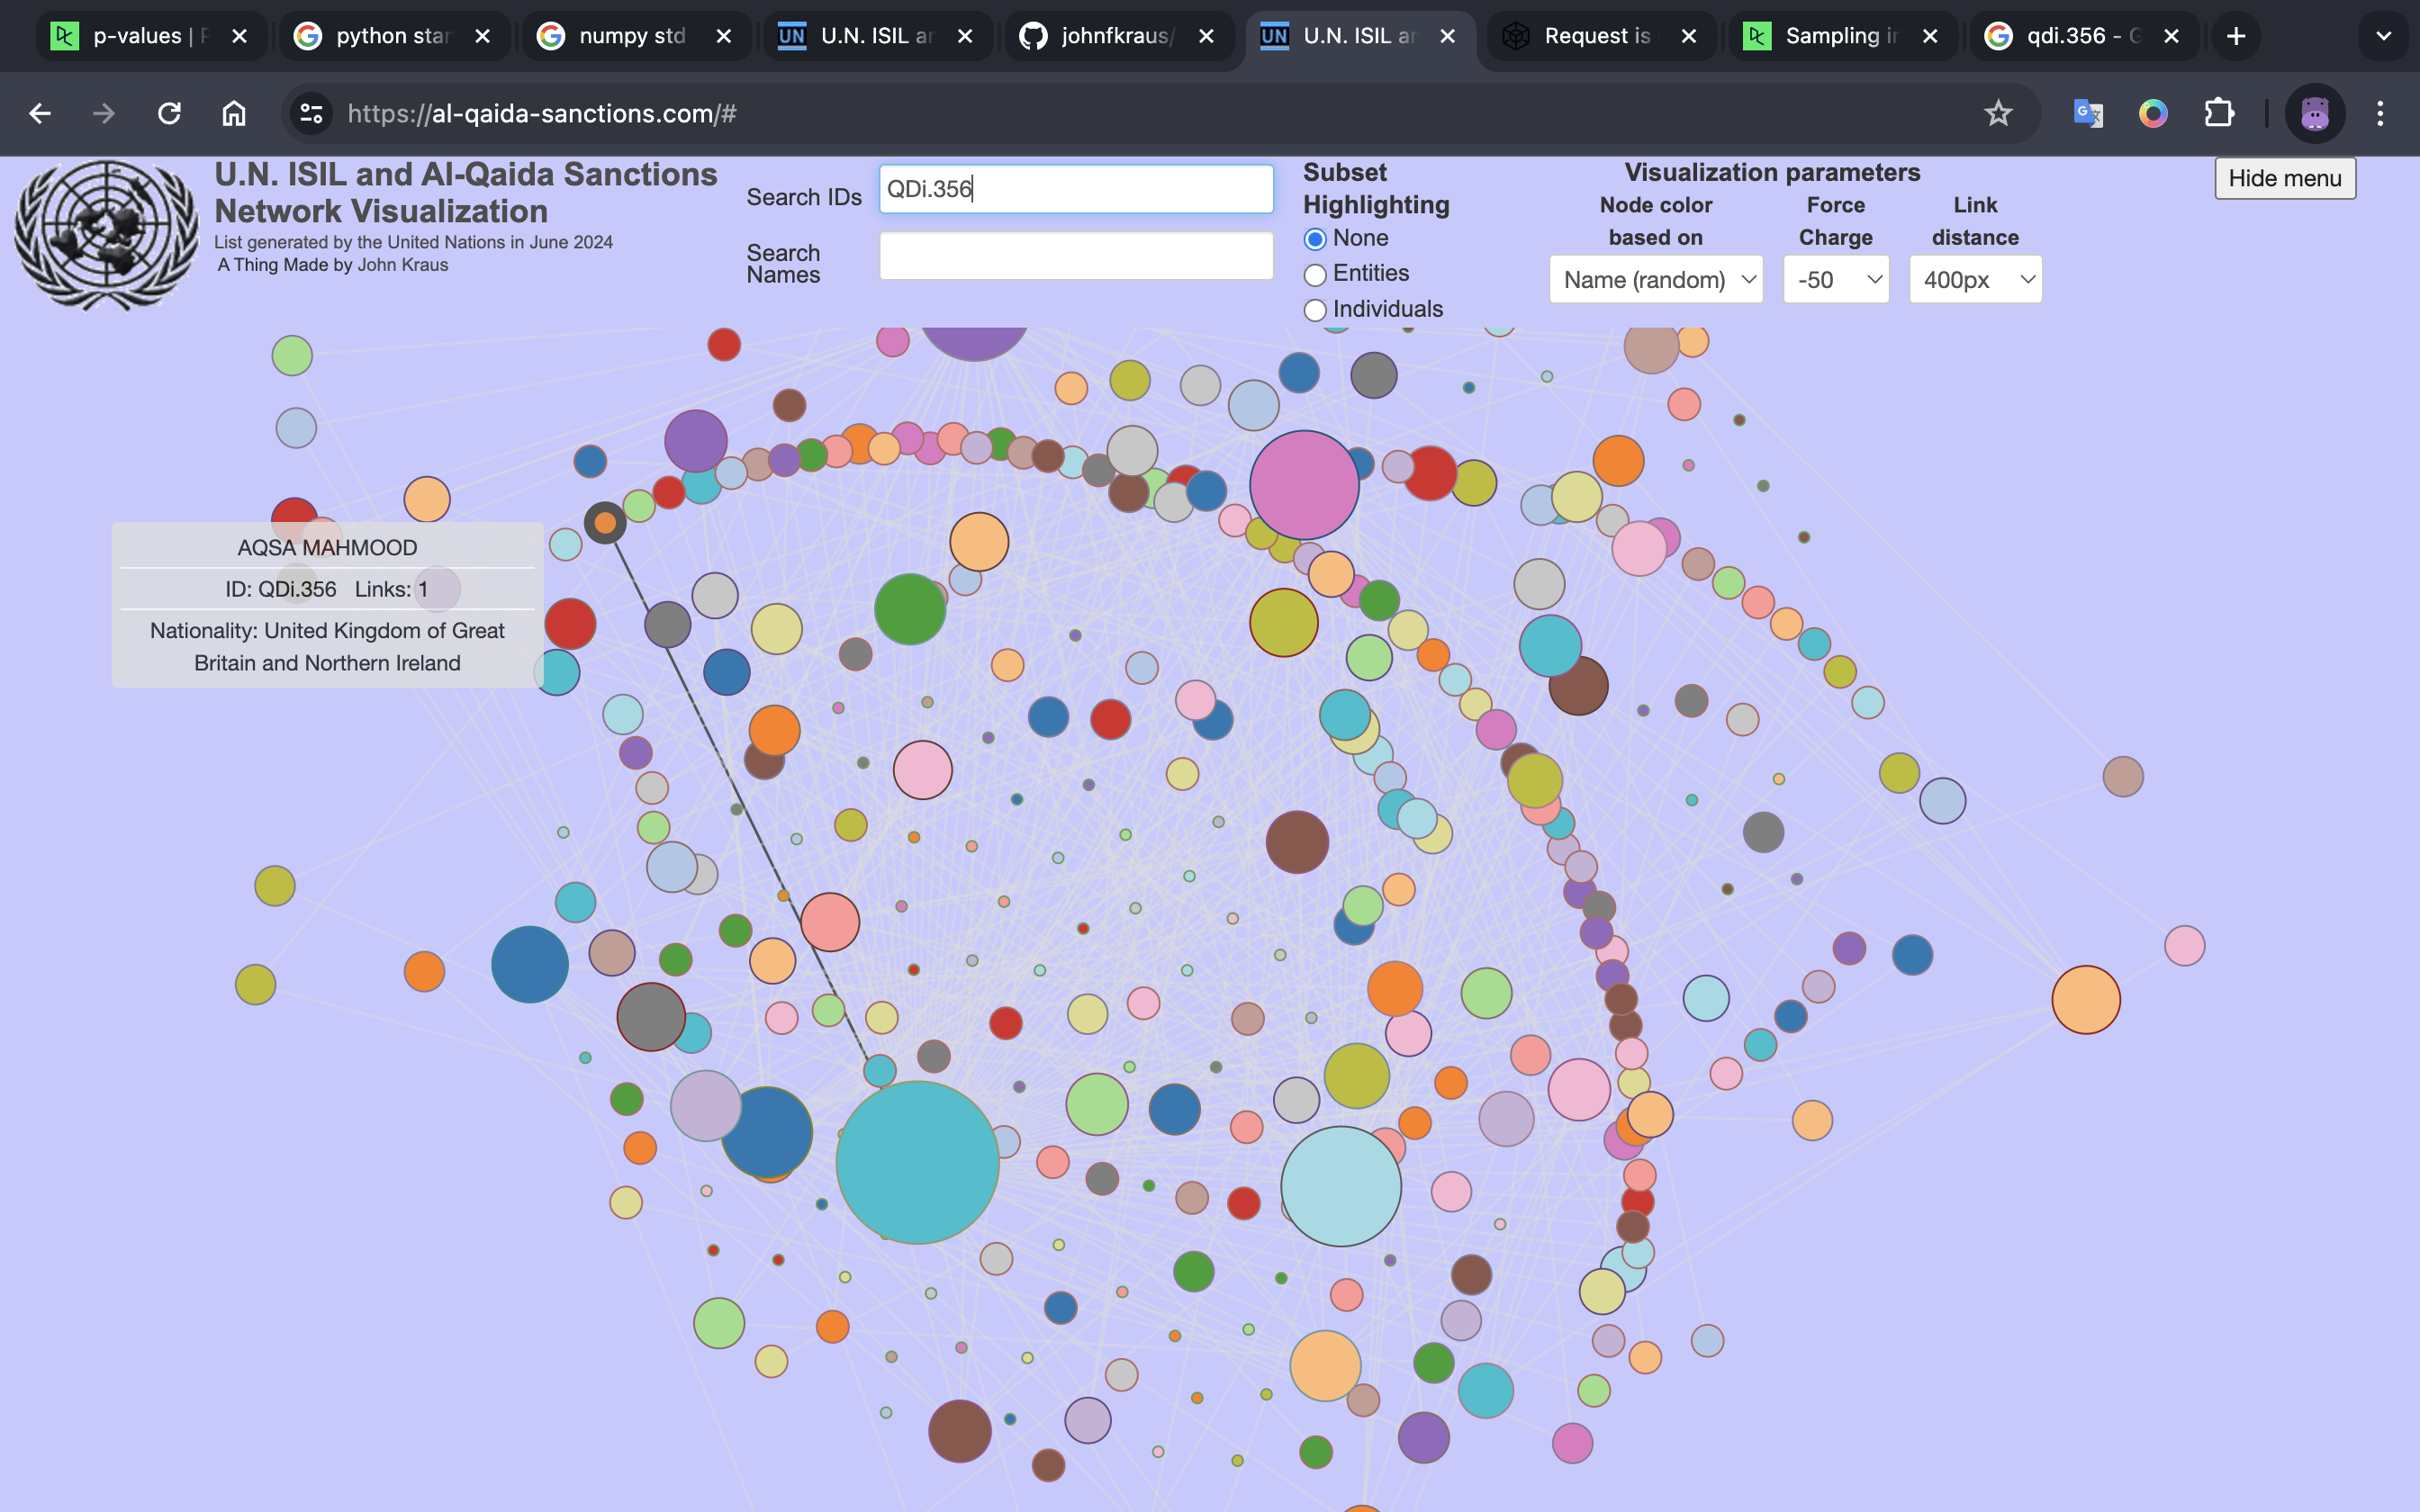 p-values | P
python star
numpy std
U.N. ISIL ar
johnfkraus/
U.N. ISIL ar
Request is
Sampling in
qdi.356 - G
https://al-qaida-sanctions.com/#
U.N. ISIL and Al-Qaida Sanctions
Network Visualization
List generated by the United Nations in June 2024
A Thing Made by John Kraus
Search IDs
QDi.356
Search
Names
Subset
Highlighting
None
Entities
Individuals
Visualization parameters
Node color
based on
Name (random)
Force
Charge
-50
Link
distance
400px
Hide menu
AQSA MAHMOOD
ID: QDi.356 Links: 1
Nationality: United Kingdom of Great
Britain and Northern Ireland